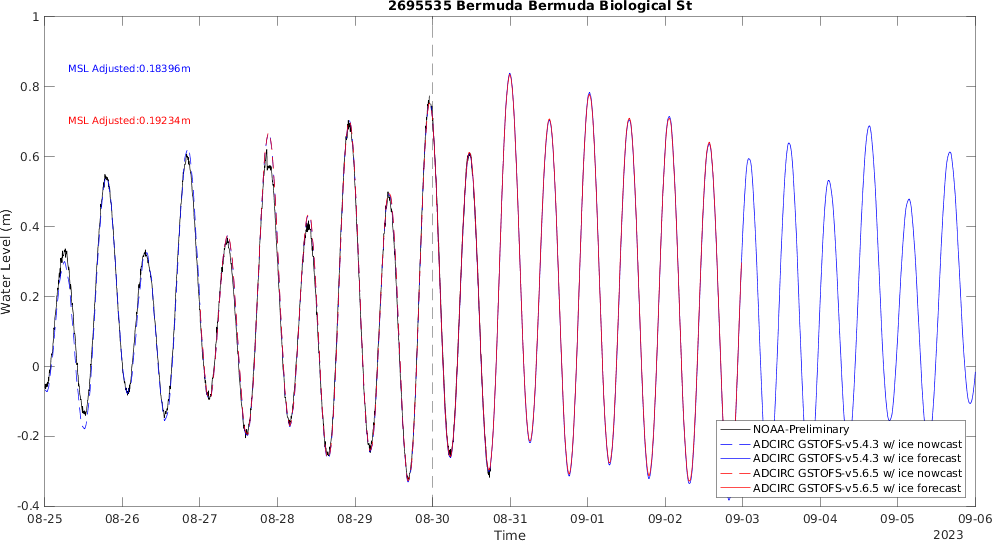 2695535 Bermuda Bermuda Biological St
1
MSL Adjusted:0.18396m
0.8
MSL Adjusted:0.19234m
0.6
0.4
0.2
0
-0.2
-0.4
Water Level (m)
NOAA-Preliminary
ADCIRC GSTOFS-v5.4.3 w/ ice nowcast
ADCIRC GSTOFS-v5.4.3 w/ ice forecast
ADCIRC GSTOFS-v5.6.5 w/ ice nowcast
ADCIRC GSTOFS-v5.6.5 w/ ice forecast
08-25 08-26 08-27 08-28 08-29 08-30 08-31 09-01 09-02 09-03 09-04 09-05 09-06
Time
2023